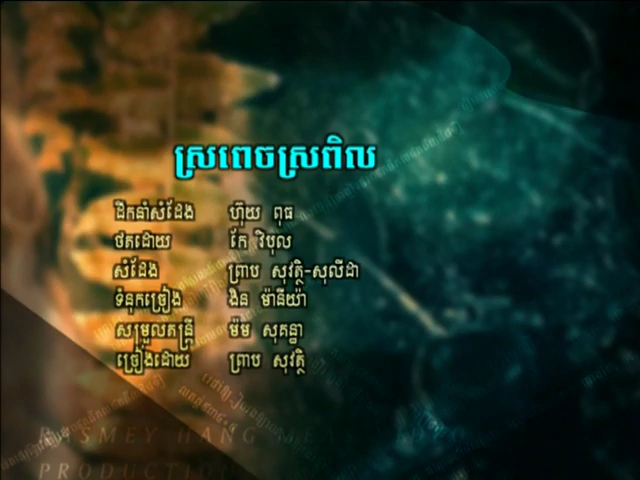 ស្រពេចស្រពិល
ដឹកនាំសំដែង ហ៊ុយ ពុធ
ថតដោយ កែ វិបុល
សំដែង ព្រាប សុវត្ថិ-សុលីដា
ទំនុកច្រៀង ងិន ម៉ានីយ៉ា
សម្រួលតន្រ្តី ម៉ម សុគន្ធា
ច្រៀងដោយ ព្រាប សុវត្ថិ
RASMEY HANG MEAS
PRODUCTION